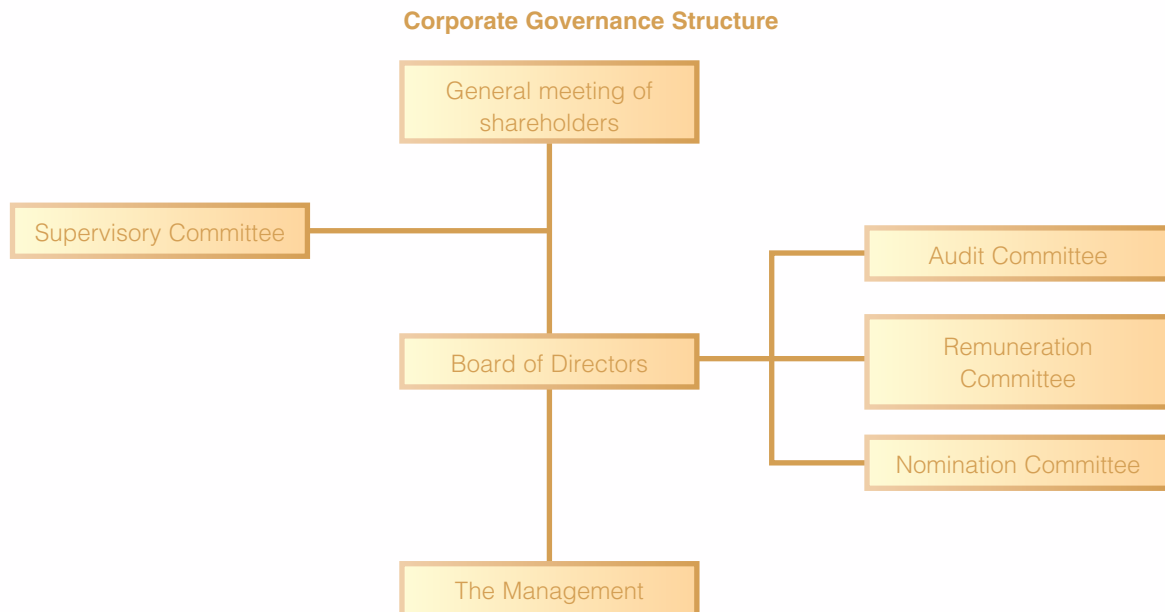 Corporate Governance Structure
General meeting of
shareholders
Supervisory Committee
Audit Committee
Remuneration
Committee
Board of Directors
Nomination Committee
The Management